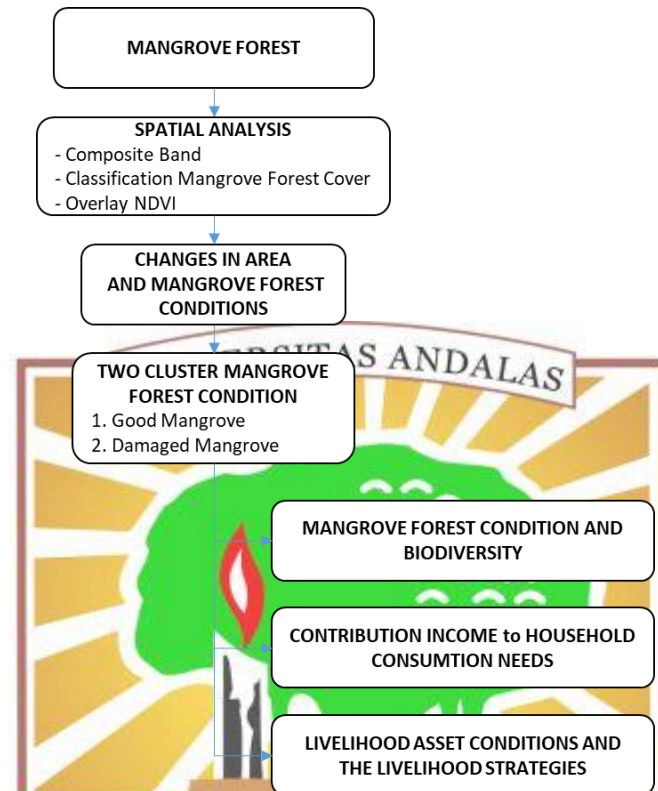 MANGROVE FOREST
SPATIAL ANALYSIS
- Composite Band
- Classification Mangrove Forest Cover
- Overlay NDVI
CHANGES IN AREA
AND MANGROVE FOREST
CONDITIONS
ANDALAS
TWO CLUSTER MANGROVE
FOREST CONDITION
1. Good Mangrove
2. Damaged Mangrove
MANGROVE FOREST CONDITION AND
BIODIVERSITY
CONTRIBUTION INCOME to HOUSEHOLD
CONSUMTION NEEDS
LIVELIHOOD ASSET CONDITIONS AND
THE LIVELIHOOD STRATEGIES